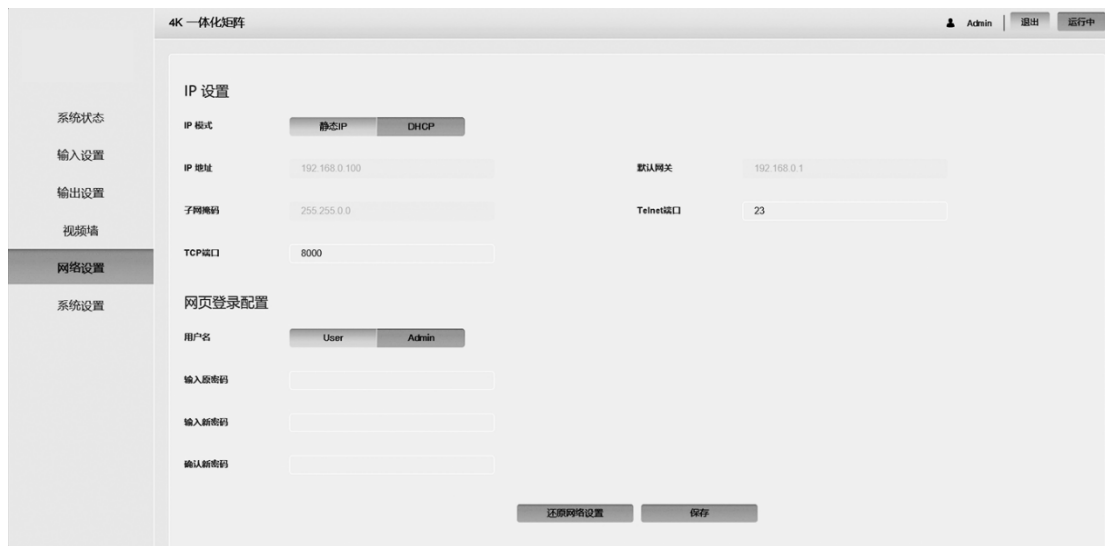 4K 一体化矩阵
Admin
退出
运行中
系统状态
输入设置
输出设置
视频墙
网络设置
系统设置
IP 设置
IP 模式 静态IP DHCP
IP 地址 192.168.0.100 默认网关 192.168.0.1
子网掩码 255.255.0.0 Telnet端口 23
TCP端口 8000
网页登录配置
用户名 User Admin
输入原密码
输入新密码
确认新密码
还原网络设置 保存